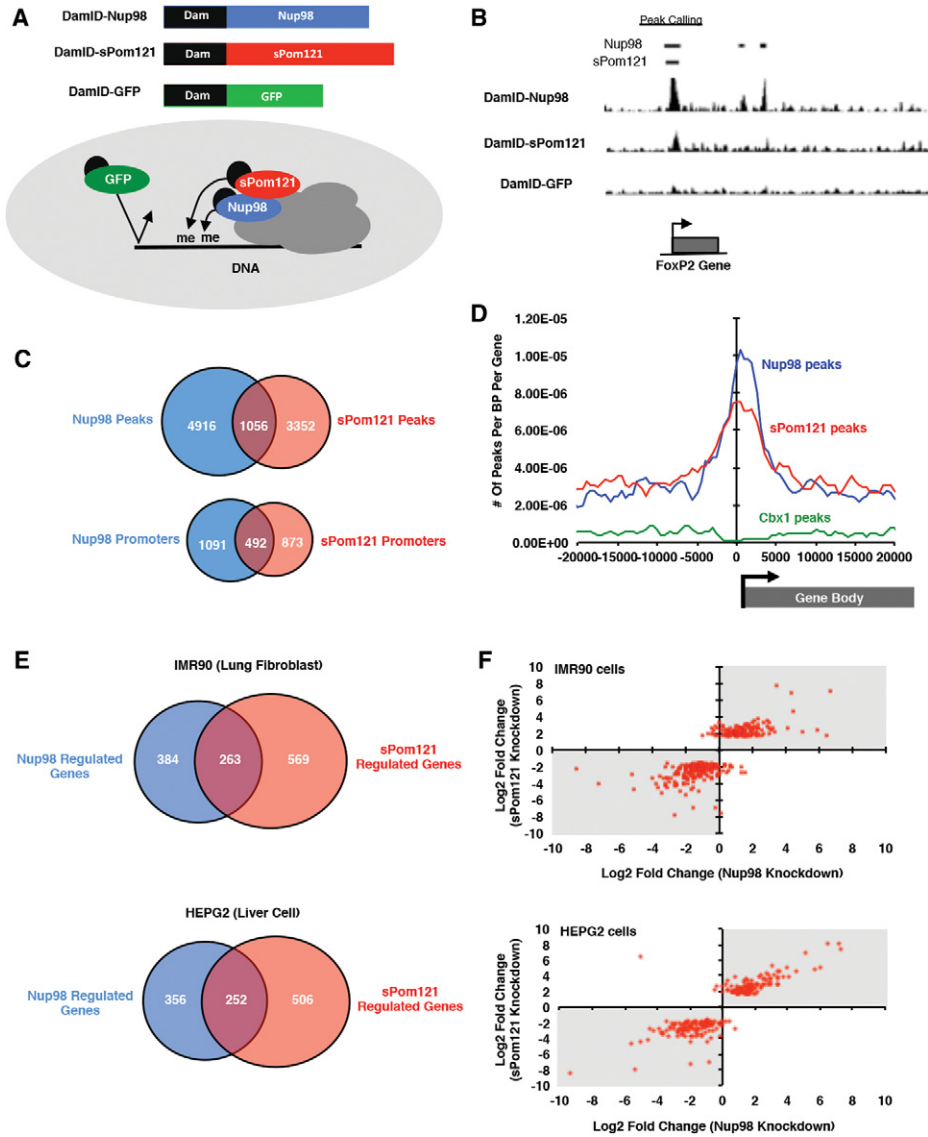 A
DamID-Nup98
Dam
Nup98
DamID-sPom121
Dam
sPom121
DamID-GFP
Dam
GFP
GFP
sPom121
Nup98
me me
DNA
B
Peak Calling
Nup98
sPom121
DamID-Nup98
DamID-sPom121
DamID-GFP
FoxP2 Gene
C
Nup98 Peaks
4916
1056
3352
sPom121 Peaks
Nup98 Promoters
1091
492
873
sPom121 Promoters
D
# Of Peaks Per BP Per Gene
1.20E-05
1.00E-05
8.00E-06
6.00E-06
4.00E-06
2.00E-06
0.00E+00
Nup98 peaks
sPom121 peaks
Cbx1 peaks
-20000-15000-10000 -5000 0 5000 10000 15000 20000
Gene Body
E
IMR90 (Lung Fibroblast)
Nup98 Regulated
Genes
384
263
569
sPom121
Regulated Genes
HEPG2 (Liver Cell)
Nup98 Regulated
Genes
356
252
506
sPom121
Regulated Genes
F
IMR90 cells
Log2 Fold Change
(sPom121 Knockdown)
10
8
6
4
2
0
-2
-4
-6
-8
-10
-10 -8 -6 -4 -2 0 2 4 6 8 10
Log2 Fold Change (Nup98 Knockdown)
HEPG2 cells
Log2 Fold Change
(sPom121 Knockdown)
10
8
6
4
2
0
-2
-4
-6
-8
-10
-10 -8 -6 -4 -2 0 2 4 6 8 10
Log2 Fold Change (Nup98 Knockdown)